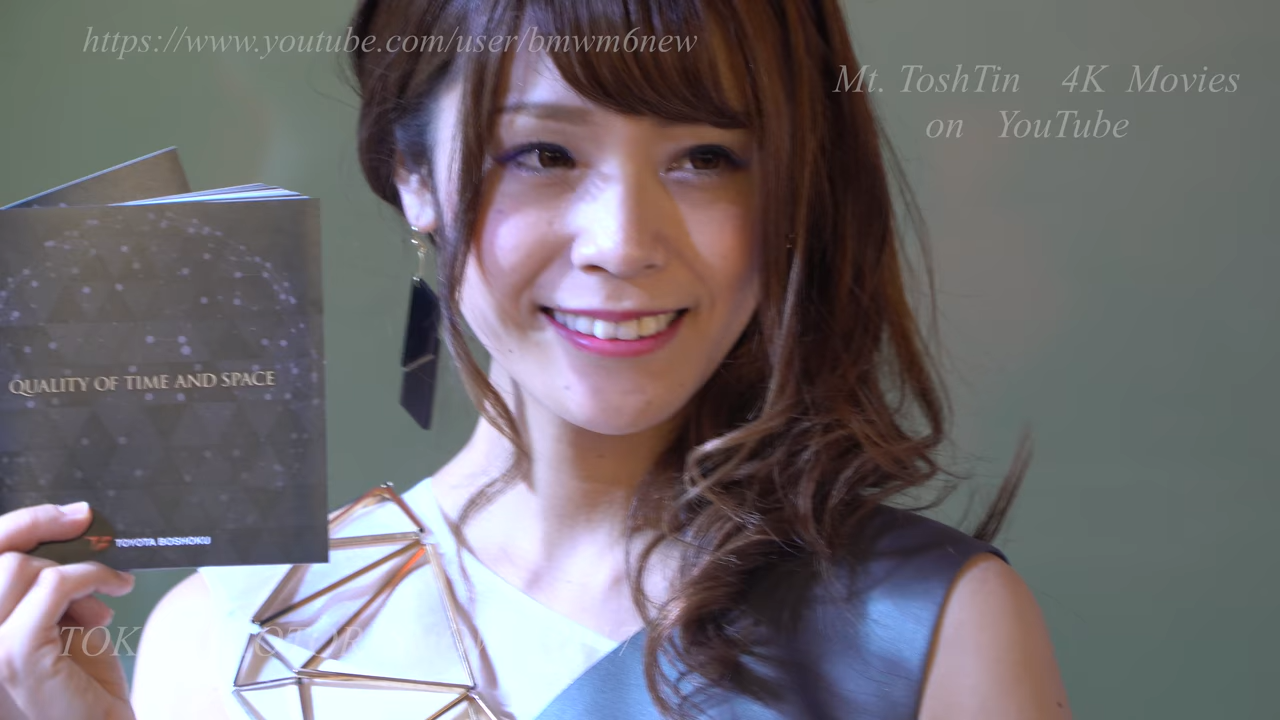 https://www.youtube.com/user/bmwm6new
Mt. ToshTin 4K Movies
on YouTube
QUALITY OF TIME AND SPACE
TOYOTA BOSHOKU